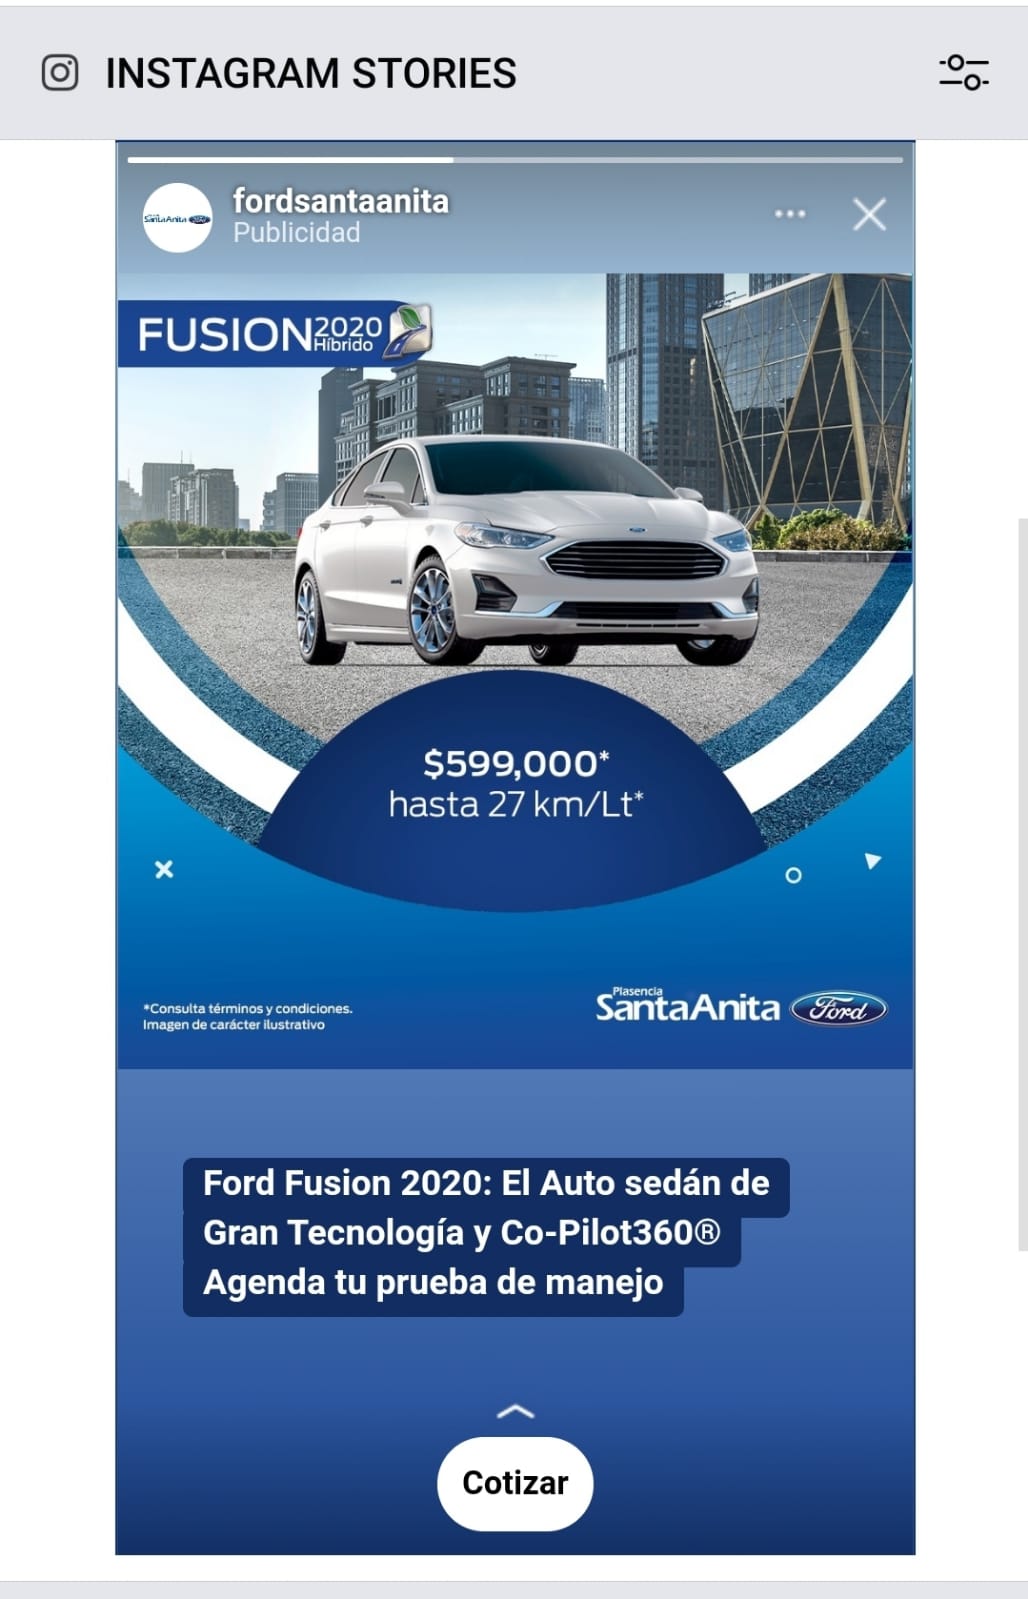 INSTAGRAM STORIES
fordsantaanita
Publicidad
FUSION 2020
Híbrido
$599,000*
hasta 27 km/Lt*
*Consulta términos y condiciones.
Imagen de carácter ilustrativo
Plasencia
SantaAnita Ford
Ford Fusion 2020: El Auto sedán de
Gran Tecnología y Co-Pilot360®
Agenda tu prueba de manejo
Cotizar